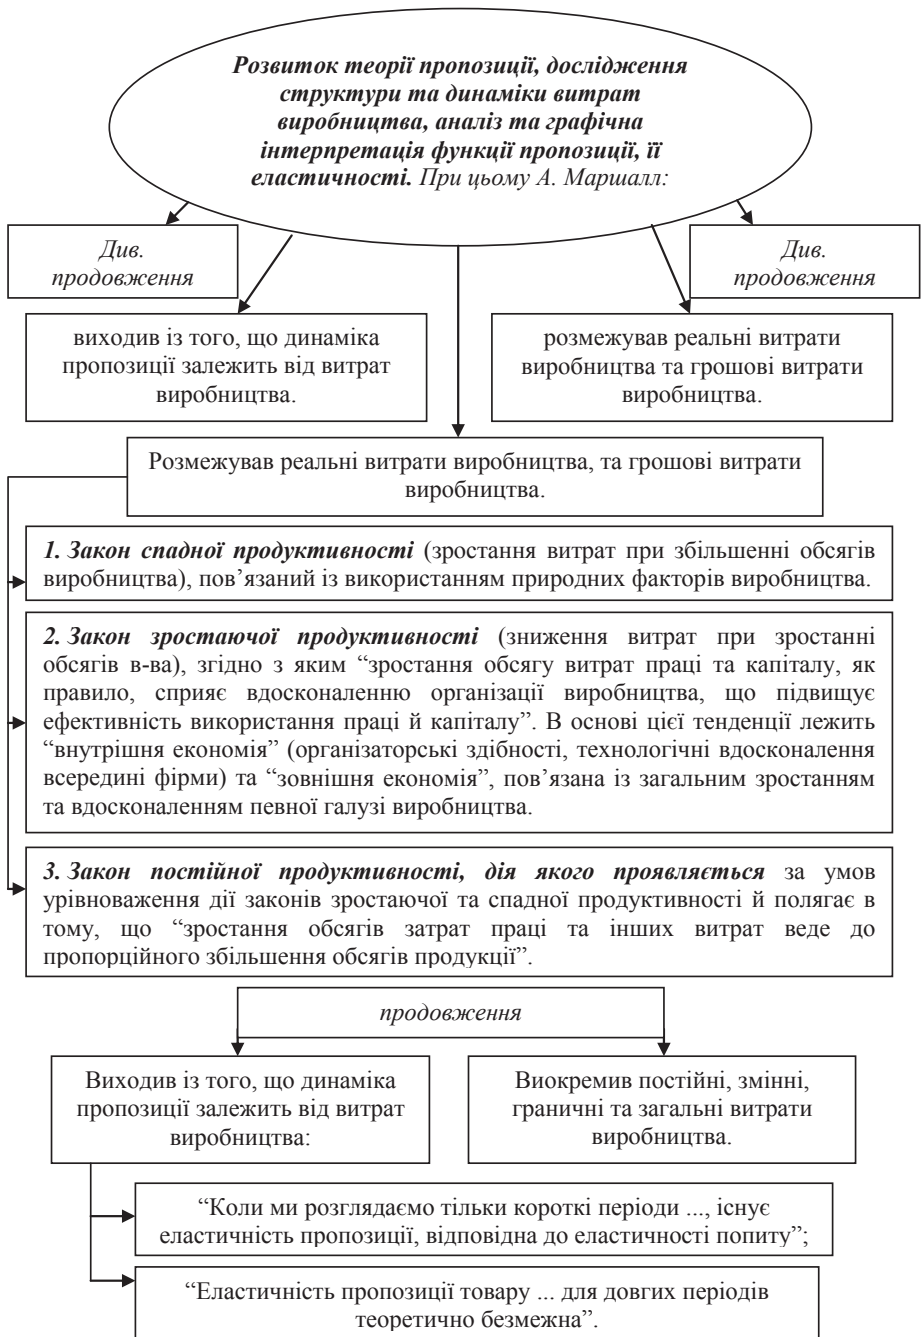 Розвиток теорії пропозиції, дослідження
структури та динаміки витрат
виробництва, аналіз та графічна
інтерпретація функції пропозиції, її
еластичності. При цьому А. Маршалл:
Див.
продовження
Див.
продовження
виходив із того, що динаміка
пропозиції залежить від витрат
виробництва.
розмежував реальні витрати
виробництва та грошові витрати
виробництва.
Розмежував реальні витрати виробництва, та грошові витрати
виробництва.
1. Закон спадної продуктивності (зростання витрат при збільшенні обсягів
виробництва), пов’язаний із використанням природних факторів виробництва.
2. Закон зростаючої продуктивності (зниження витрат при зростанні
обсягів в-ва), згідно з яким “зростання обсягу витрат праці та капіталу, як
правило, сприяє вдосконаленню організації виробництва, що підвищує
ефективність використання праці й капіталу”. В основі цієї тенденції лежить
“внутрішня економія” (організаторські здібності, технологічні вдосконалення
всередині фірми) та “зовнішня економія”, пов’язана із загальним зростанням
та вдосконаленням певної галузі виробництва.
3. Закон постійної продуктивності, дія якого проявляється за умов
урівноваження дії законів зростаючої та спадної продуктивності й полягає в
тому, що “зростання обсягів затрат праці та інших витрат веде до
пропорційного збільшення обсягів продукції”.
продовження
Виходив із того, що динаміка
пропозиції залежить від витрат
виробництва:
Виокремив постійні, змінні,
граничні та загальні витрати
виробництва.
“Коли ми розглядаємо тільки короткі періоди ..., існує
еластичність пропозиції, відповідна до еластичності попиту”;
“Еластичність пропозиції товару ... для довгих періодів
теоретично безмежна”.